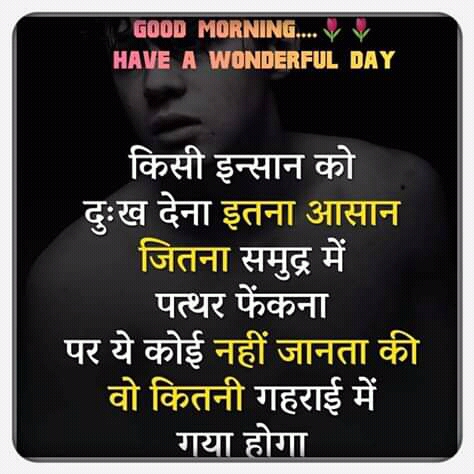 GOOD MORNING....🌷🌷
HAVE A WONDERFUL DAY
किसी इन्सान को
दुःख देना इतना आसान
जितना समुद्र में
पत्थर फेंकना
पर ये कोई नहीं जानता की
वो कितनी गहराई में
गया होगा